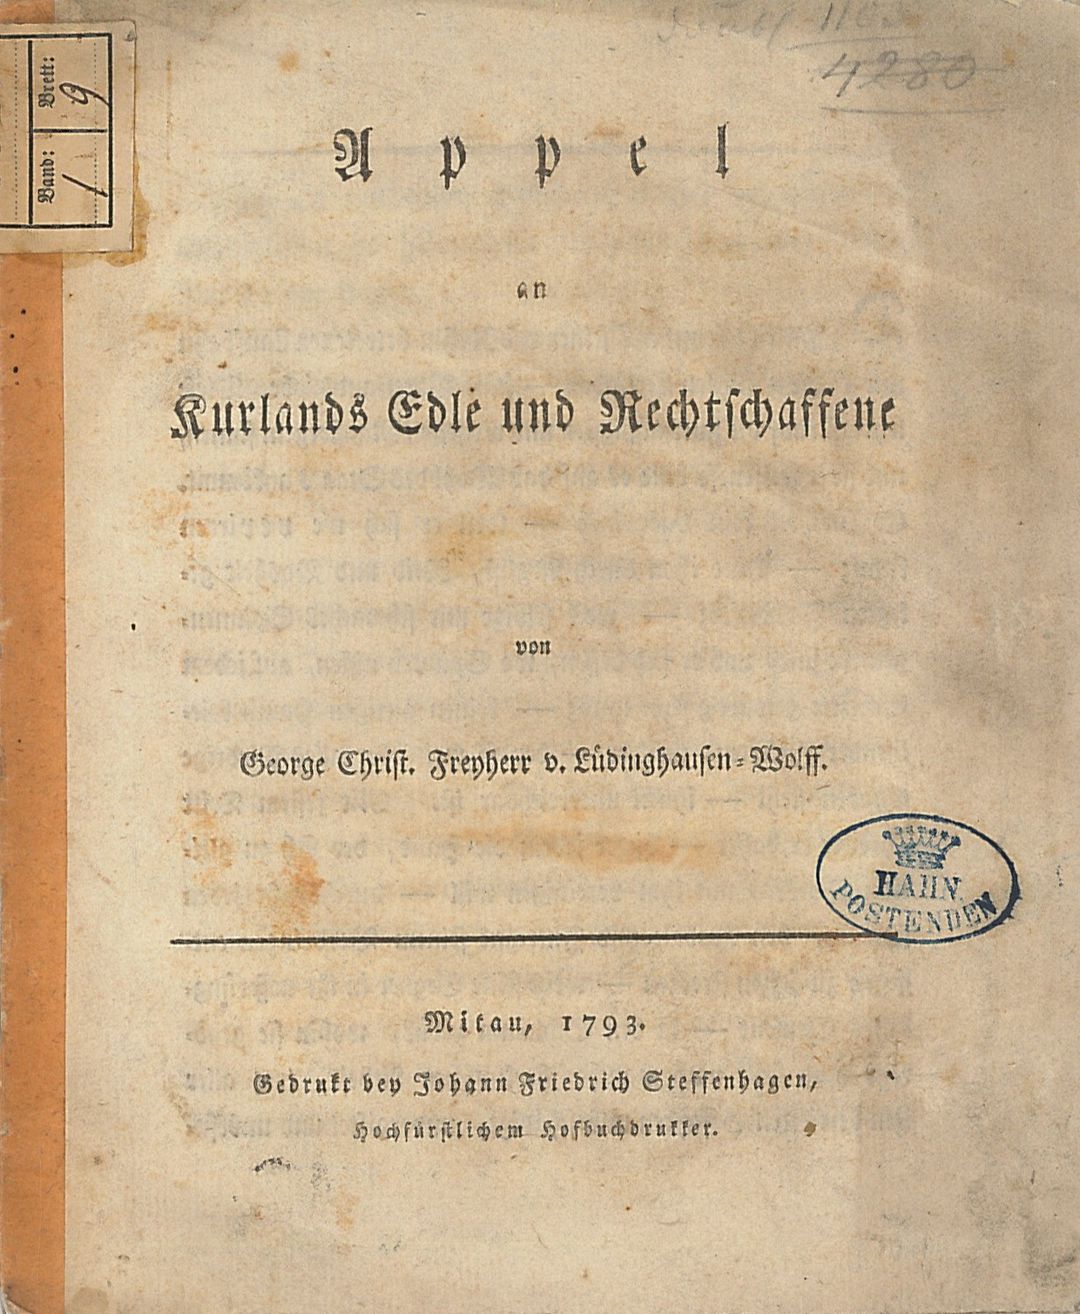 4280
Brett: 9
Band: 1
Appel
an
Kurlands Edle und Rechtschaffene
von
George Christ. Freyherr v. Lüdinghausen-Wolff.
HAHN
POSTENDEN
Mitau, 1793.
Gedrukt bey Johann Friedrich Steffenhagen,
Hochfürstlichem Hofbuchdrukker.